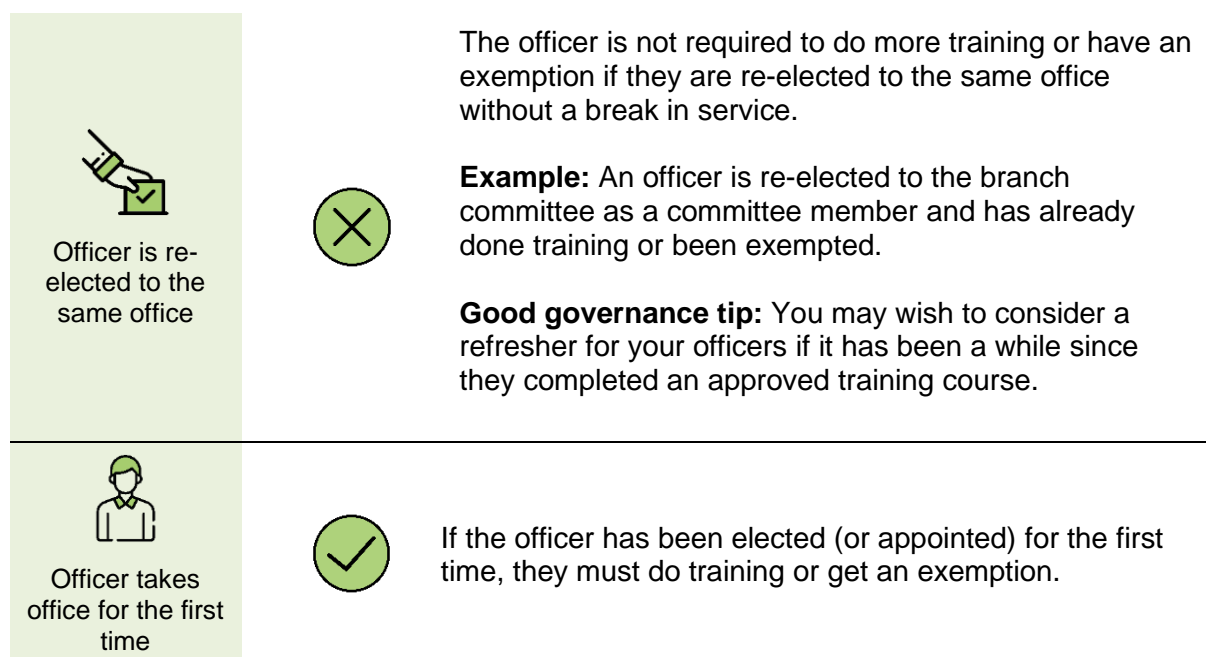 Officer is re-
elected to the
same office
The officer is not required to do more training or have an
exemption if they are re-elected to the same office
without a break in service.
Example: An officer is re-elected to the branch
committee as a committee member and has already
done training or been exempted.
Good governance tip: You may wish to consider a
refresher for your officers if it has been a while since
they completed an approved training course.
Officer takes
office for the first
time
If the officer has been elected (or appointed) for the first
time, they must do training or get an exemption.